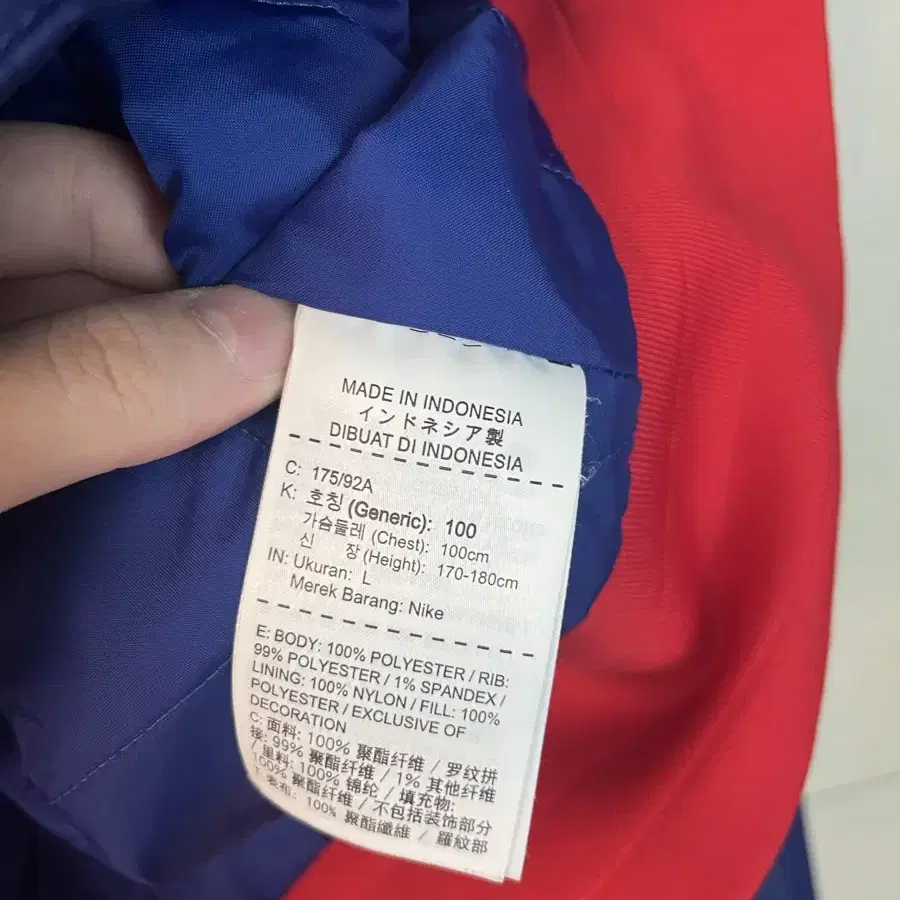 MADE IN INDONESIA
インドネシア製
DIBUAT DI INDONESIA
C: 175/92A
K: 호칭 (Generic): 100
가슴둘레 (Chest): 100cm
신 장 (Height): 170-180cm
IN: Ukuran: L
Merek Barang: Nike
E: BODY: 100% POLYESTER / RIB:
99% POLYESTER / 1% SPANDEX /
LINING: 100% NYLON / FILL: 100%
POLYESTER / EXCLUSIVE OF
DECORATION
C: 面料: 100% 聚酯纤维 / 罗纹拼
接: 99% 聚酯纤维 / 1% 其他纤维
/ 里料: 100% 锦纶 / 填充物:
100% 聚酯纤维 / 不包括装饰部分
T: 表布: 100% 聚酯纖維 / 羅紋部